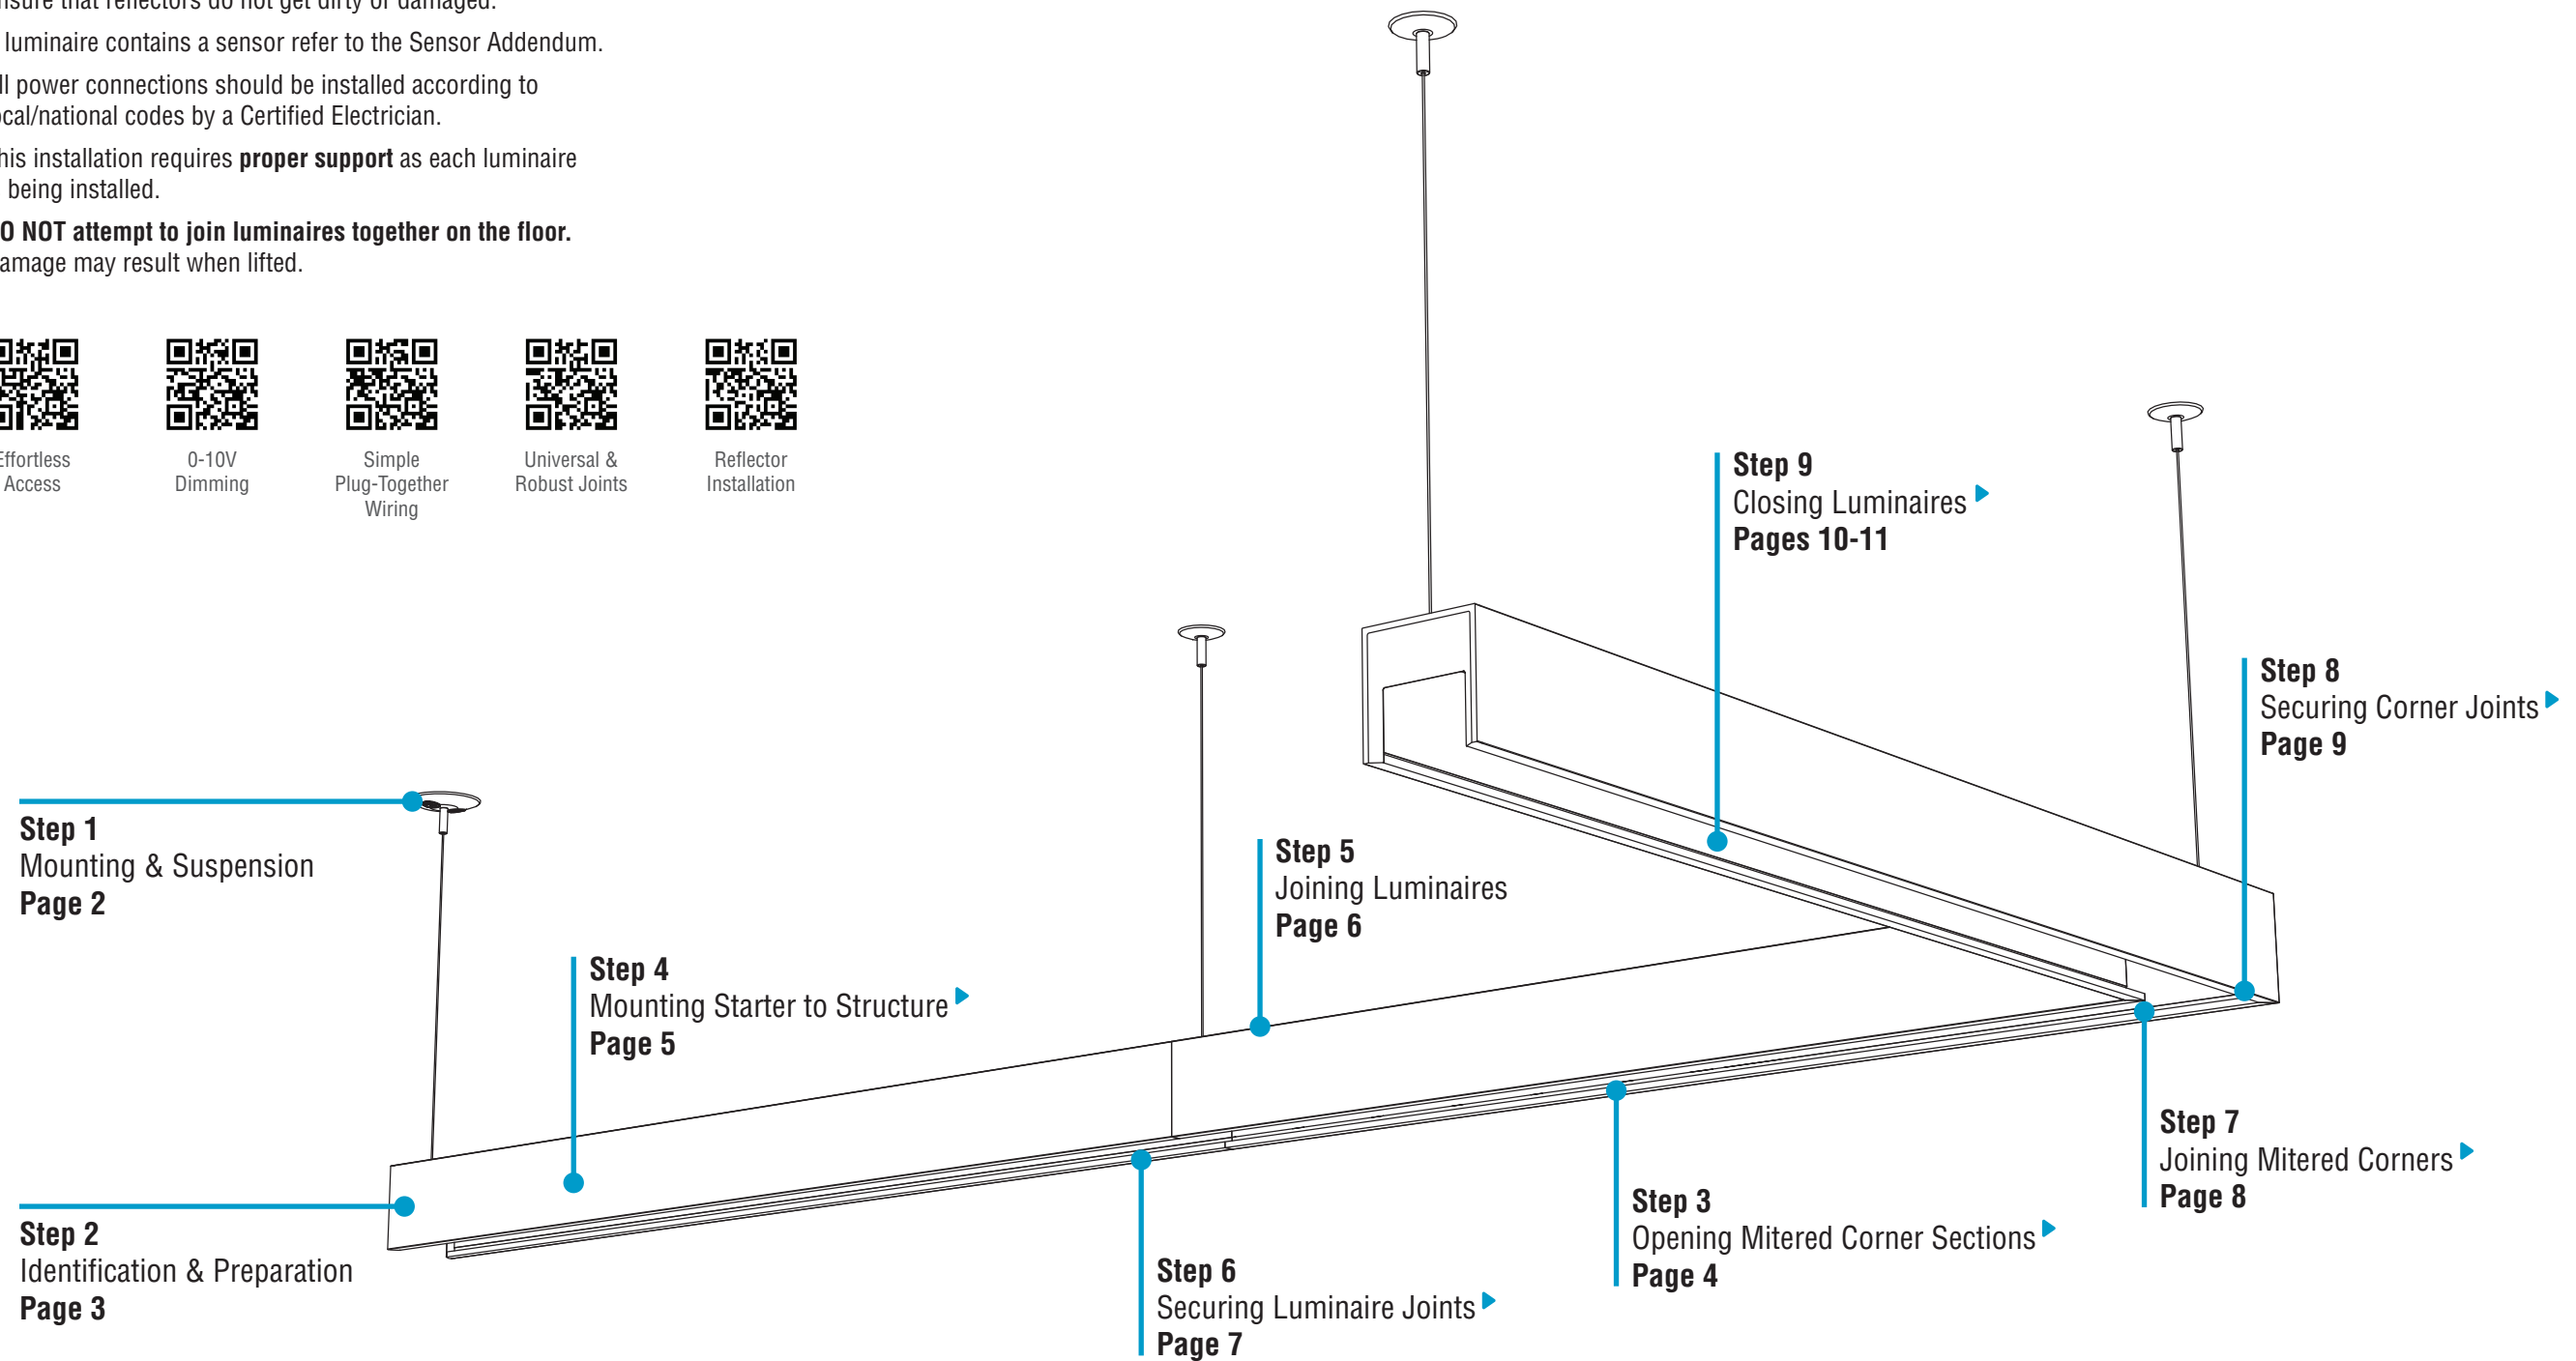 sure that reflectors do not get dirty or damaged.
luminaire contains a sensor refer to the Sensor Addendum.
power connections should be installed according to
local/national codes by a Certified Electrician.
his installation requires proper support as each luminaire
being installed.
O NOT attempt to join luminaires together on the floor.
amage may result when lifted.
Effortless
Access
0-10V
Dimming
Simple
Plug-Together
Wiring
Universal &
Robust Joints
Reflector
Installation
Step 9
Closing Luminaires
Pages 10-11
Step 8
Securing Corner Joints
Page 9
Step 1
Mounting & Suspension
Page 2
Step 5
Joining Luminaires
Page 6
Step 4
Mounting Starter to Structure
Page 5
Step 7
Joining Mitered Corners
Page 8
Step 3
Opening Mitered Corner Sections
Page 4
Step 2
Identification & Preparation
Page 3
Step 6
Securing Luminaire Joints
Page 7